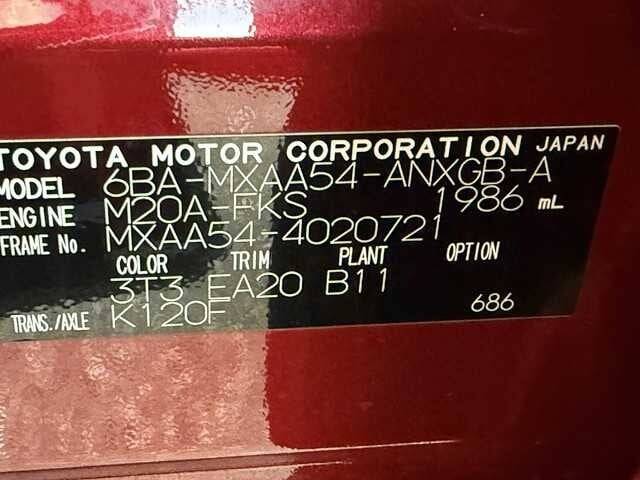 TOYOTA MOTOR CORPORATION JAPAN
MODEL 6BA-MXAA54-ANXGB-A
ENGINE M20A-FKS 1986 mL
FRAME No. MXAA54-4020721
COLOR TRIM PLANT OPTION
3T3 EA20 B11
TRANS./AXLE K120F 686